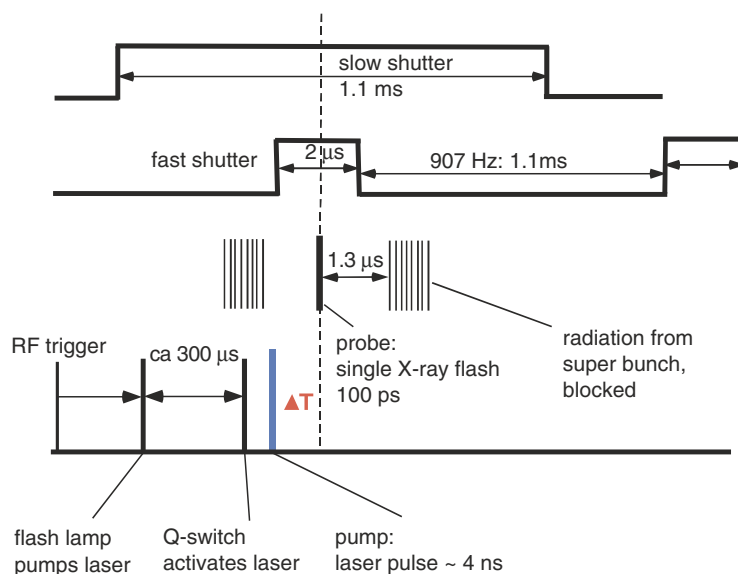 slow shutter
1.1 ms
fast shutter
2 μs
907 Hz: 1.1ms
1.3 μs
RF trigger
ca 300 μs
probe:
single X-ray flash
100 ps
radiation from
super bunch,
blocked
▲T
flash lamp
pumps laser
Q-switch
activates laser
pump:
laser pulse ~ 4 ns